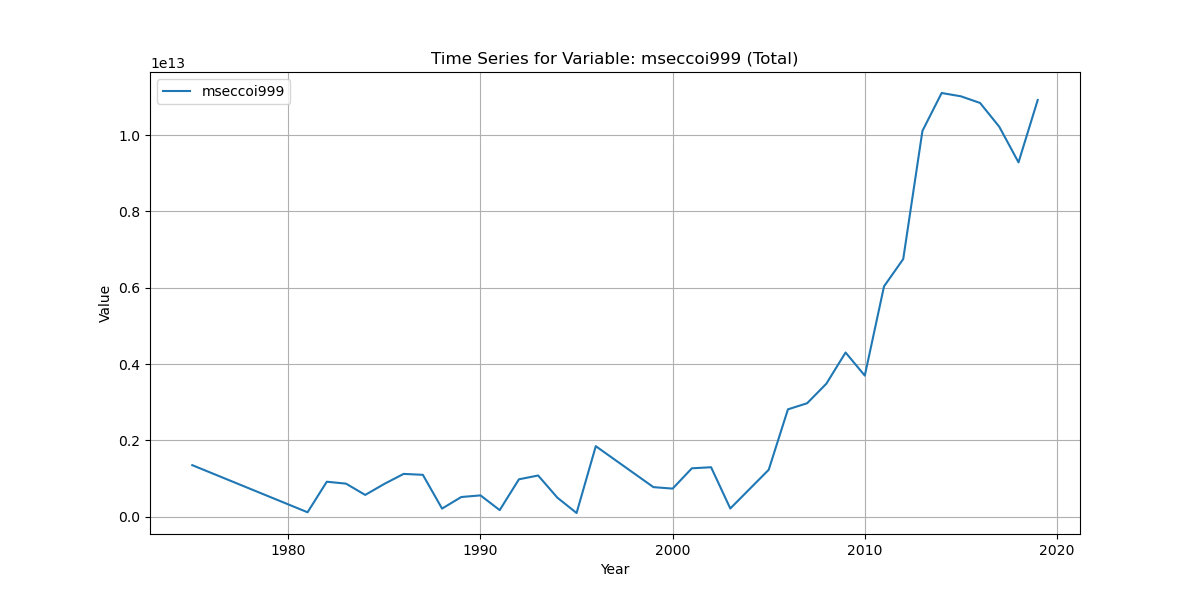 Time Series for Variable: mseccoi999 (Total)
1e13
mseccoi999
1.0
0.8
0.6
0.4
0.2
0.0
Value
1980 1990 2000 2010 2020
Year